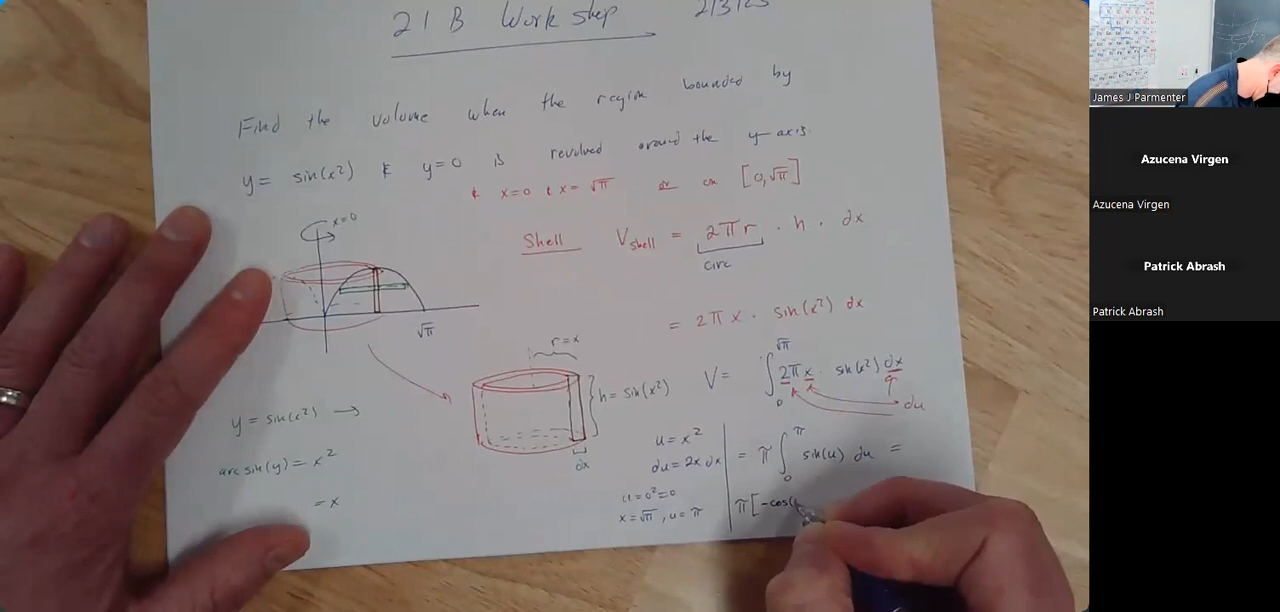 21B Workshop 2/3/23
Find the volume when the region bounded by
y = sin(x²) & y=0 is revolved around the y-axis.
& x=0 & x=√π or on [0,√π]
x=0
√π
Shell V_shell = 2πr · h · dx
circ
= 2πx · sin(x²) dx
r=x
h = sin(x²)
dx
V = ∫₀^√π 2πx · sin(x²) dx
du
y = sin(x²) →
arcsin(y) = x²
= x
u = x²
du = 2x dx
u = 0² = 0
x = √π, u = π
= π ∫₀^π sin(u) du =
π[-cos(
James J Parmenter
Azucena Virgen
Azucena Virgen
Patrick Abrash
Patrick Abrash